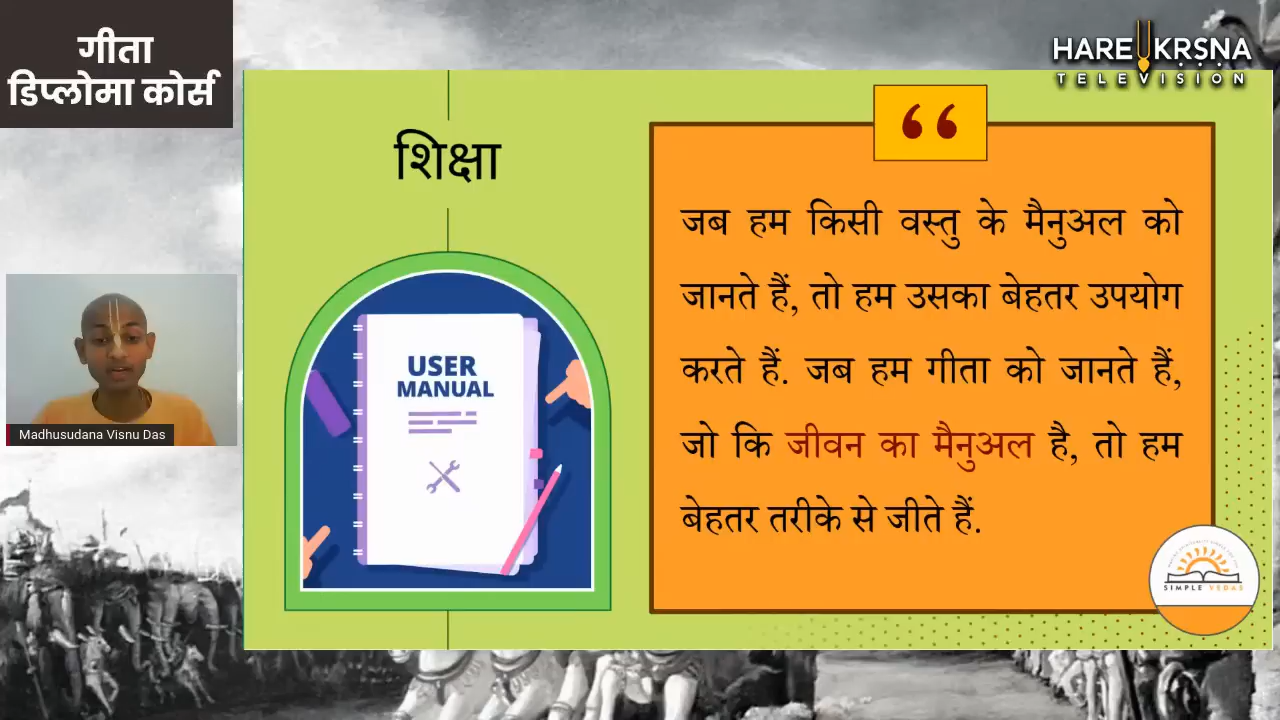 गीता
डिप्लोमा कोर्स
HARE KRSNA
TELEVISION
शिक्षा
USER
MANUAL
जब हम किसी वस्तु के मैनुअल को
जानते हैं, तो हम उसका बेहतर उपयोग
करते हैं. जब हम गीता को जानते हैं,
जो कि जीवन का मैनुअल है, तो हम
बेहतर तरीके से जीते हैं.
Madhusudana Visnu Das
SIMPLE VEDAS